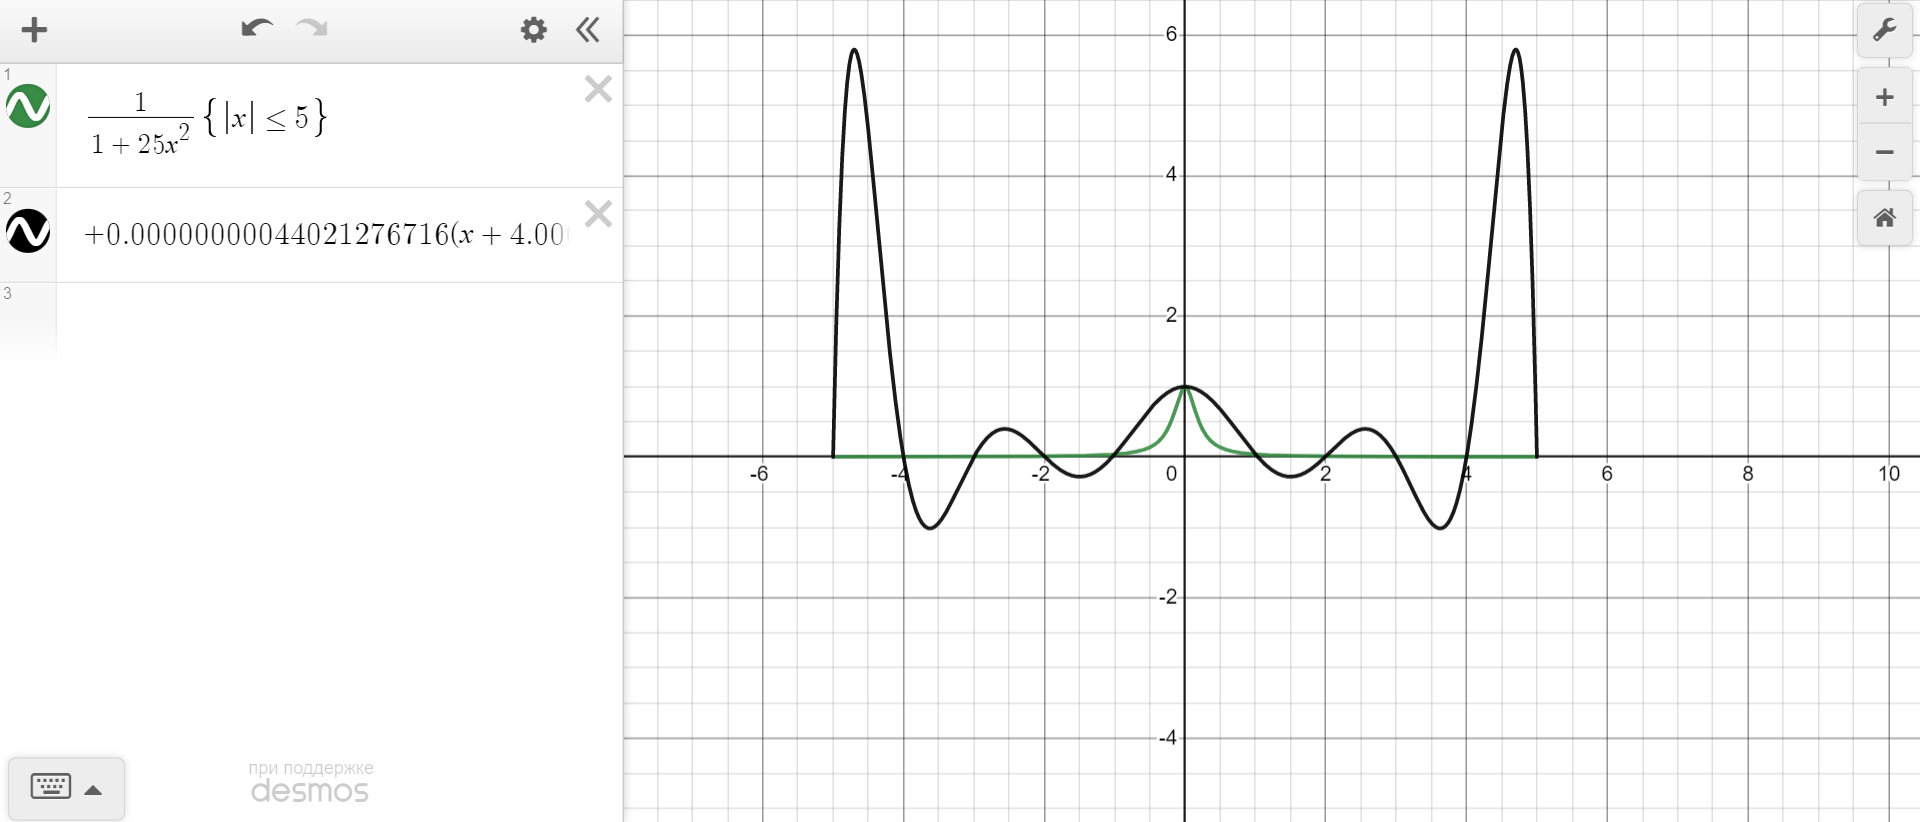 1
1
1 + 25x² {|x| ≤ 5}
2
+0.00000000044021276716(x + 4.00
3
при поддержке
desmos
6
4
2
-6 -4 -2 0 2 4 6 8 10
-2
-4